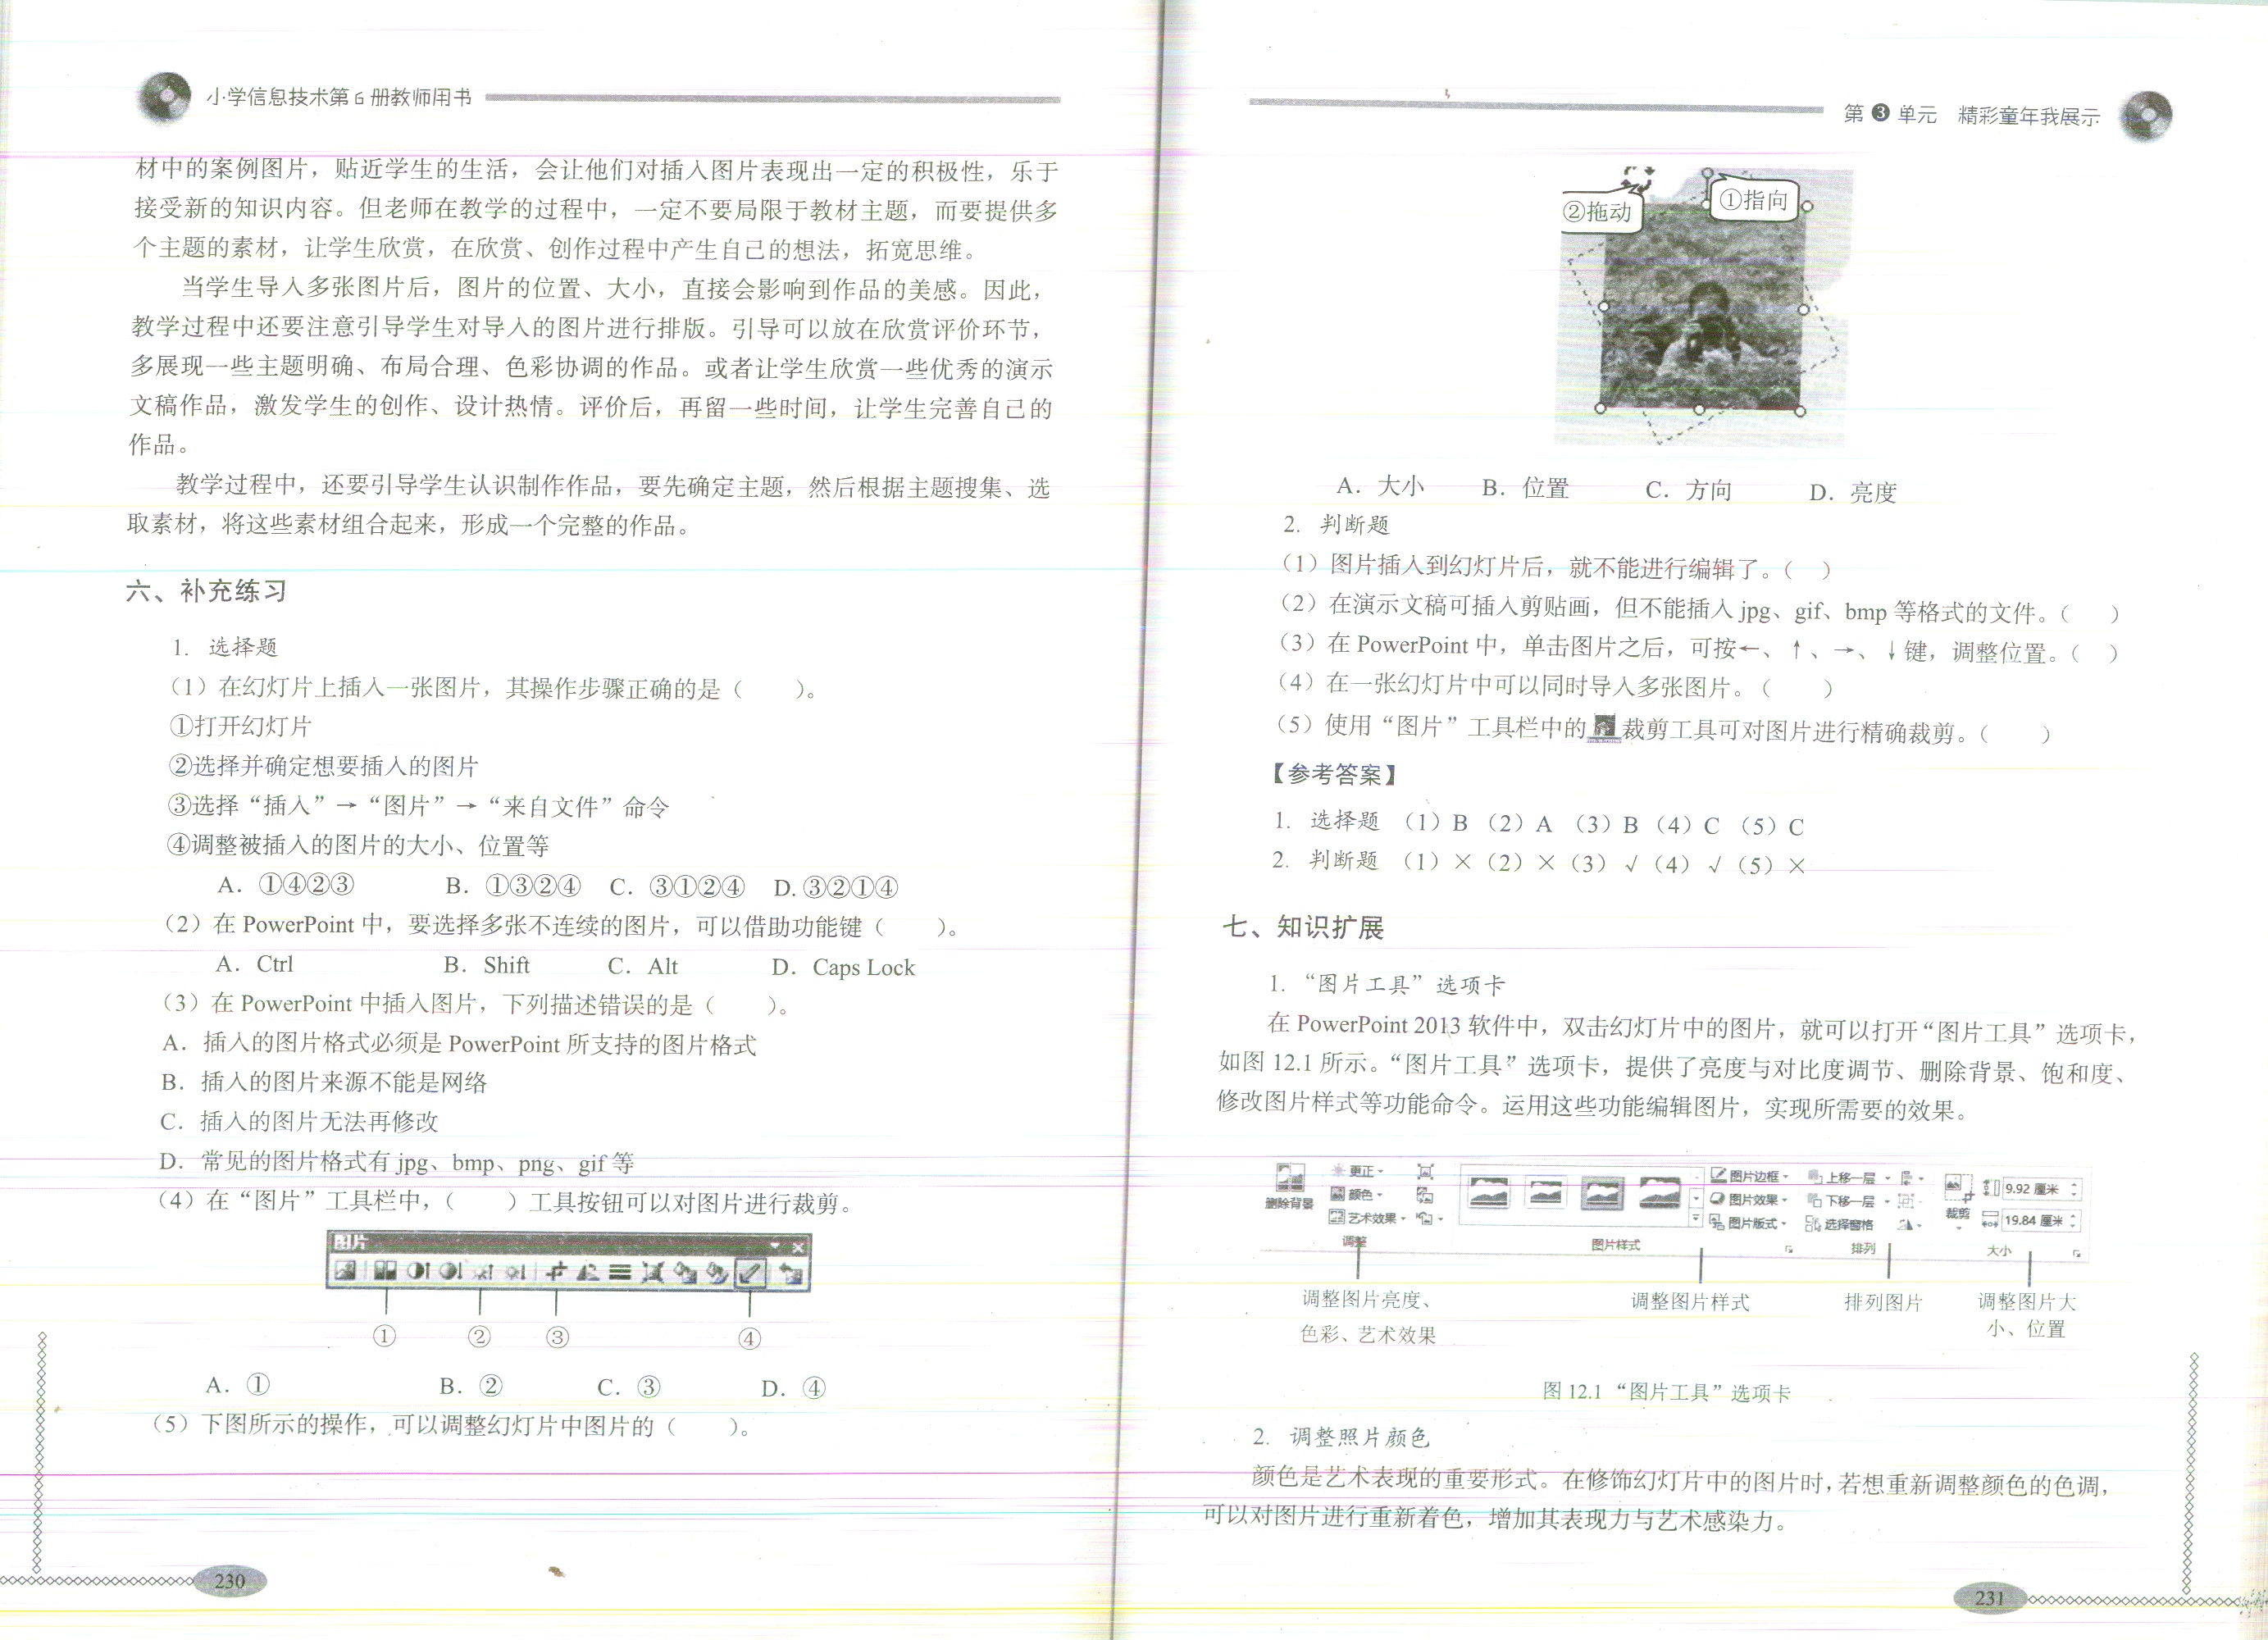 小学信息技术第6册教师用书
材中的案例图片，贴近学生的生活，会让他们对插入图片表现出一定的积极性，乐于
接受新的知识内容。但老师在教学的过程中，一定不要局限于教材主题，而要提供多
个主题的素材，让学生欣赏，在欣赏、创作过程中产生自己的想法，拓宽思维。
当学生导入多张图片后，图片的位置、大小，直接会影响到作品的美感。因此，
教学过程中还要注意引导学生对导入的图片进行排版。引导可以放在欣赏评价环节，
多展现一些主题明确、布局合理、色彩协调的作品。或者让学生欣赏一些优秀的演示
文稿作品，激发学生的创作、设计热情。评价后，再留一些时间，让学生完善自己的
作品。
教学过程中，还要引导学生认识制作作品，要先确定主题，然后根据主题搜集、选
取素材，将这些素材组合起来，形成一个完整的作品。
六、补充练习
1. 选择题
（1）在幻灯片上插入一张图片，其操作步骤正确的是（　　）。
①打开幻灯片
②选择并确定想要插入的图片
③选择“插入”→“图片”→“来自文件”命令
④调整被插入的图片的大小、位置等
A. ①④②③　B. ①③②④　C. ③①②④　D. ③②①④
（2）在 PowerPoint 中，要选择多张不连续的图片，可以借助功能键（　　）。
A. Ctrl　B. Shift　C. Alt　D. Caps Lock
（3）在 PowerPoint 中插入图片，下列描述错误的是（　　）。
A. 插入的图片格式必须是 PowerPoint 所支持的图片格式
B. 插入的图片来源不能是网络
C. 插入的图片无法再修改
D. 常见的图片格式有 jpg、bmp、png、gif 等
（4）在“图片”工具栏中，（　　）工具按钮可以对图片进行裁剪。
图片
①　②　③　④
A. ①　B. ②　C. ③　D. ④
（5）下图所示的操作，可以调整幻灯片中图片的（　　）。
230
第3单元　精彩童年我展示
②拖动　①指向
A. 大小　B. 位置　C. 方向　D. 亮度
2. 判断题
（1）图片插入到幻灯片后，就不能进行编辑了。（　）
（2）在演示文稿可插入剪贴画，但不能插入 jpg、gif、bmp 等格式的文件。（　）
（3）在 PowerPoint 中，单击图片之后，可按←、↑、→、↓键，调整位置。（　）
（4）在一张幻灯片中可以同时导入多张图片。（　　）
（5）使用“图片”工具栏中的 裁剪工具可对图片进行精确裁剪。（　　）
【参考答案】
1. 选择题 （1）B （2）A （3）B （4）C （5）C
2. 判断题 （1）× （2）× （3）√ （4）√ （5）×
七、知识扩展
1. “图片工具”选项卡
在 PowerPoint 2013 软件中，双击幻灯片中的图片，就可以打开“图片工具”选项卡，
如图 12.1 所示。“图片工具”选项卡，提供了亮度与对比度调节、删除背景、饱和度、
修改图片样式等功能命令。运用这些功能编辑图片，实现所需要的效果。
更正　图片边框　上移一层
删除背景　颜色　图片效果　下移一层　裁剪　9.92 厘米
艺术效果　图片版式　选择窗格　19.84 厘米
调整　图片样式　排列　大小
调整图片亮度、　调整图片样式　排列图片　调整图片大
色彩、艺术效果　小、位置
图 12.1 “图片工具”选项卡
2. 调整照片颜色
颜色是艺术表现的重要形式。在修饰幻灯片中的图片时，若想重新调整颜色的色调，
可以对图片进行重新着色，增加其表现力与艺术感染力。
231